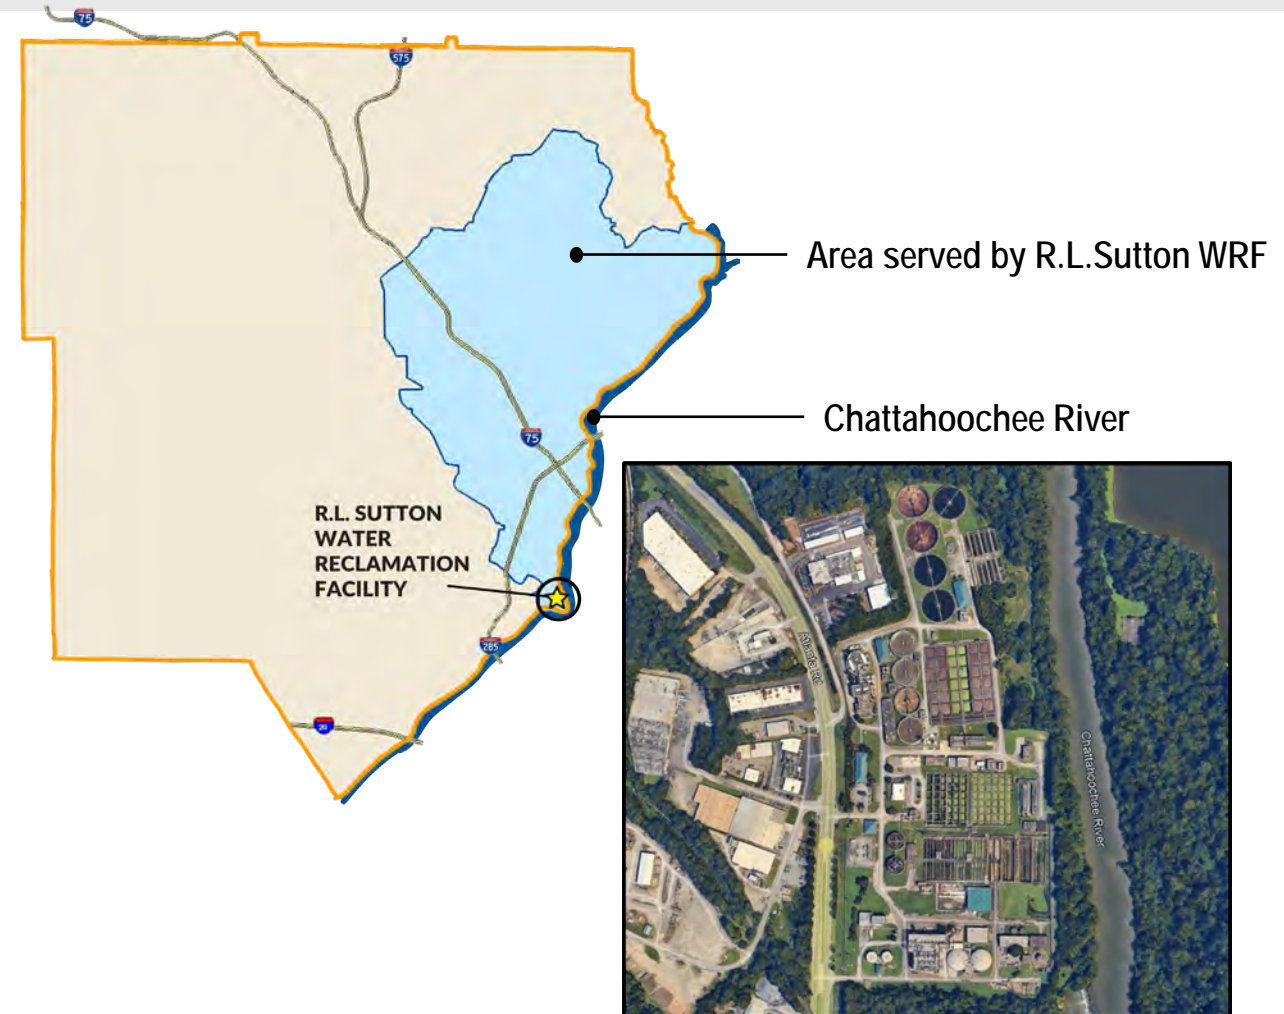 75
575
Area served by R.L.Sutton WRF
Chattahoochee River
75
R.L. SUTTON
WATER
RECLAMATION
FACILITY
285
20
Atlanta Rd
Chattahoochee River